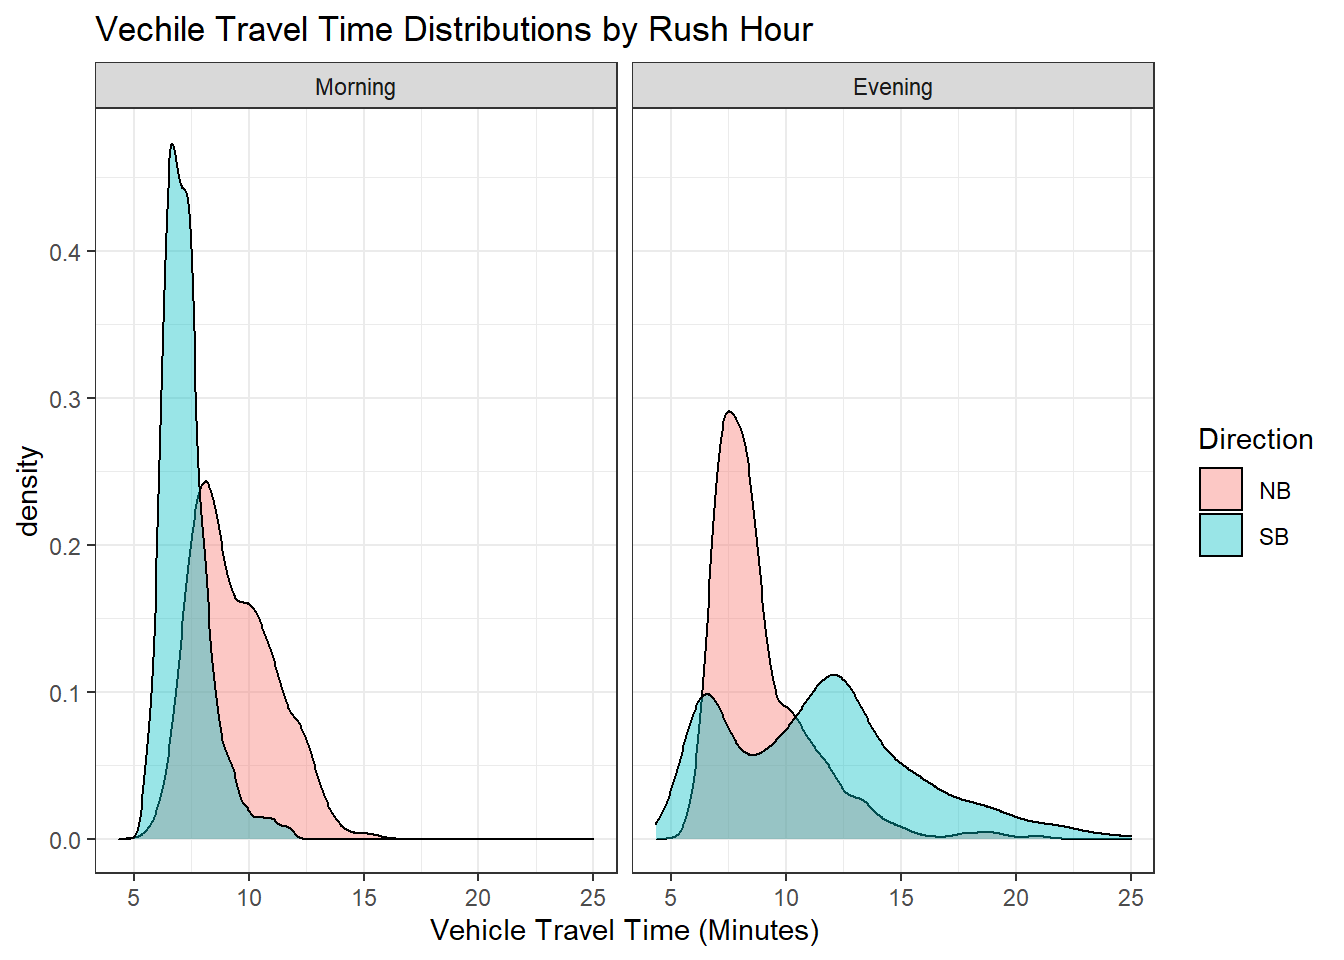 Vechile Travel Time Distributions by Rush Hour
Morning
Evening
0.4
0.3
0.2
0.1
0.0
density
5 10 15 20 25
5 10 15 20 25
Vehicle Travel Time (Minutes)
Direction
NB
SB